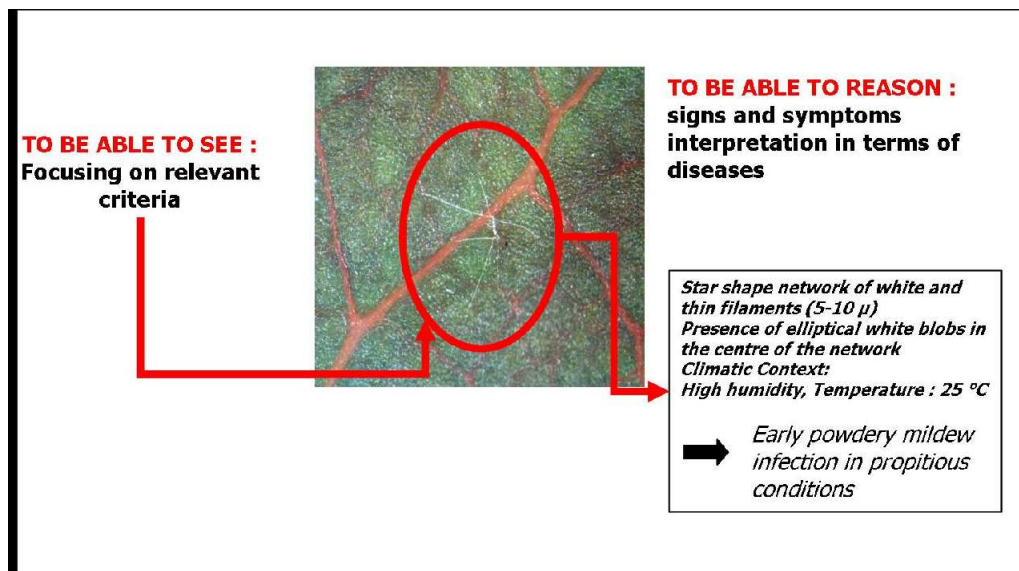 TO BE ABLE TO SEE :
Focusing on relevant
criteria
TO BE ABLE TO REASON :
signs and symptoms
interpretation in terms of
diseases
Star shape network of white and
thin filaments (5-10 µ)
Presence of elliptical white blobs in
the centre of the network
Climatic Context:
High humidity, Temperature : 25 °C
Early powdery mildew
infection in propitious
conditions